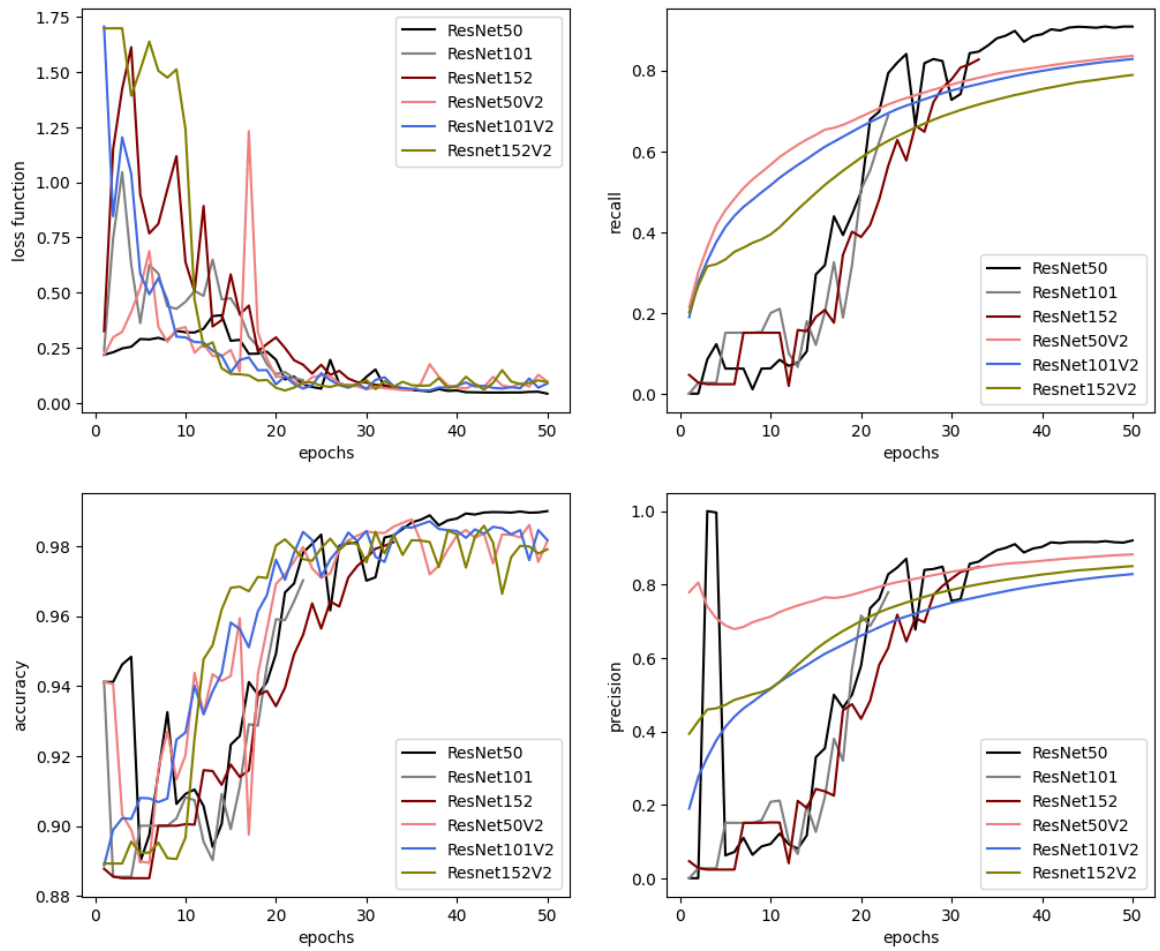 1.75
1.50
1.25
1.00
0.75
0.50
0.25
0.00
loss function
0 10 20 30 40 50
epochs
ResNet50
ResNet101
ResNet152
ResNet50V2
ResNet101V2
Resnet152V2
0.8
0.6
0.4
0.2
0.0
recall
0 10 20 30 40 50
epochs
ResNet50
ResNet101
ResNet152
ResNet50V2
ResNet101V2
Resnet152V2
0.98
0.96
0.94
0.92
0.90
0.88
accuracy
0 10 20 30 40 50
epochs
ResNet50
ResNet101
ResNet152
ResNet50V2
ResNet101V2
Resnet152V2
1.0
0.8
0.6
0.4
0.2
0.0
precision
0 10 20 30 40 50
epochs
ResNet50
ResNet101
ResNet152
ResNet50V2
ResNet101V2
Resnet152V2